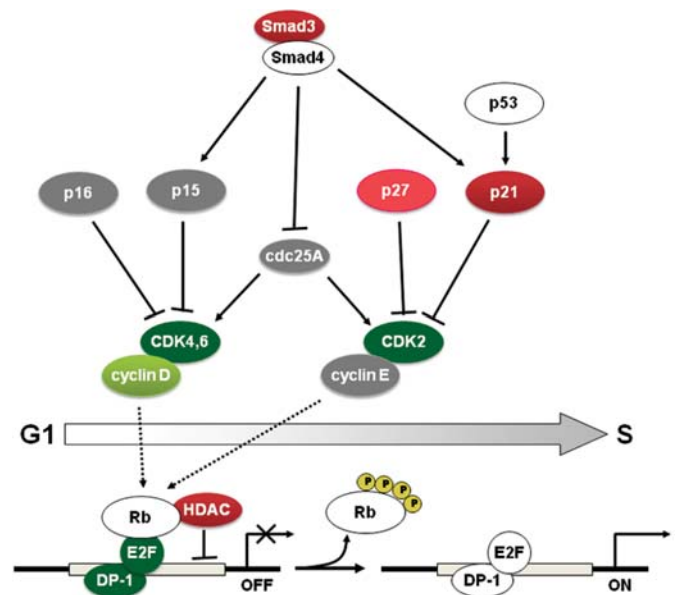 Smad3
Smad4
p53
p16
p15
p27
p21
cdc25A
CDK4,6
CDK2
cyclin D
cyclin E
G1
S
Rb
HDAC
E2F
DP-1
OFF
P
P
P
P
Rb
E2F
DP-1
ON